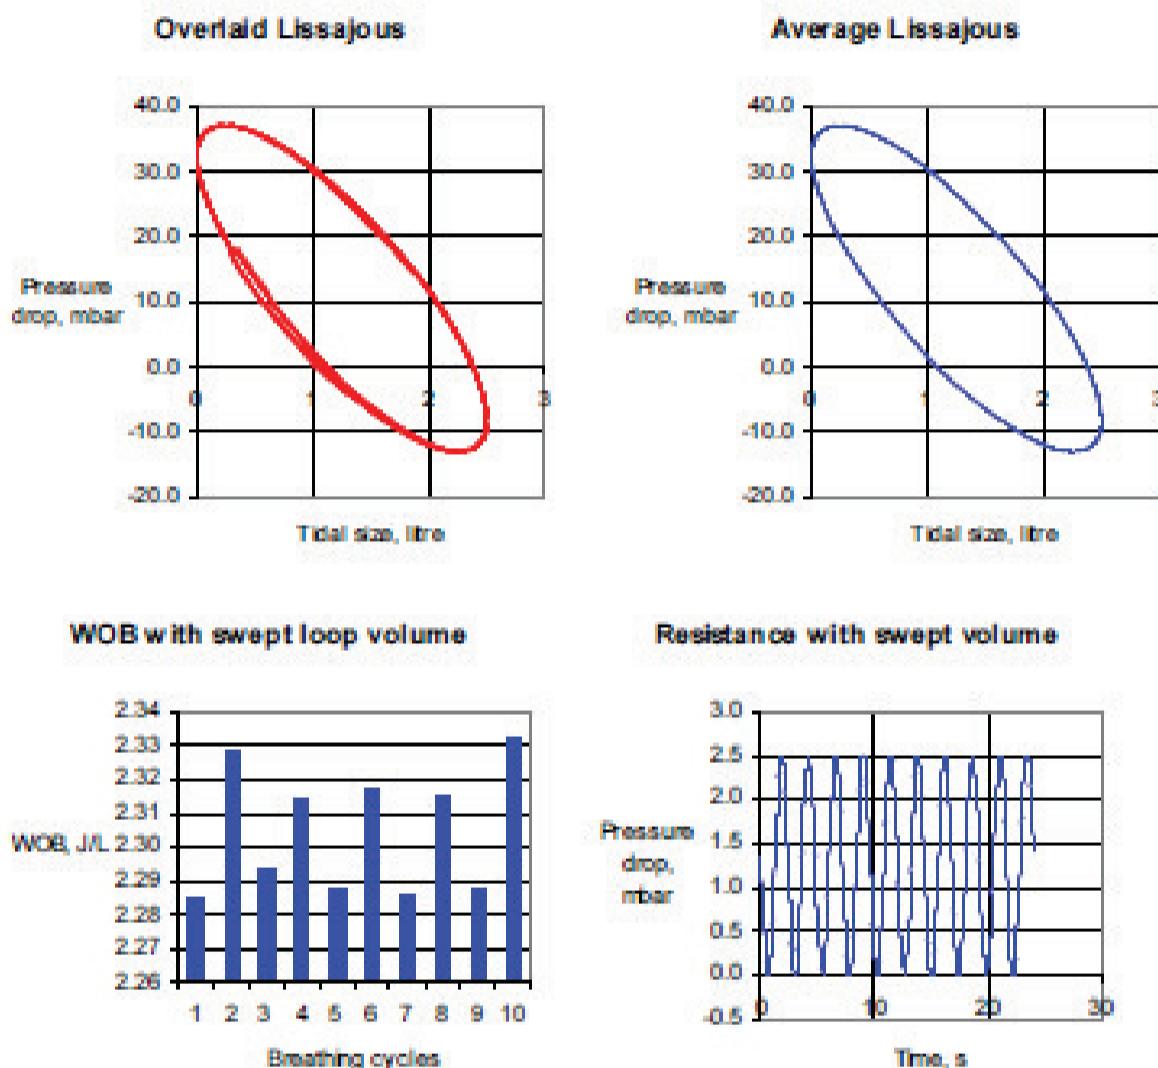 Overlaid Lissajous
Average Lissajous
40.0
30.0
20.0
10.0
0.0
-10.0
-20.0
Pressure
drop, mbar
0
1
2
3
Tidal size, litre
40.0
30.0
20.0
10.0
0.0
-10.0
-20.0
Pressure
drop, mbar
0
1
2
3
Tidal size, litre
WOB with swept loop volume
Resistance with swept volume
2.34
2.33
2.32
2.31
2.30
2.29
2.28
2.27
2.26
WOB, J/L
1 2 3 4 5 6 7 8 9 10
Breathing cycles
3.0
2.5
2.0
1.5
1.0
0.5
0.0
-0.5
Pressure
drop,
mbar
0
10
20
30
Time, s